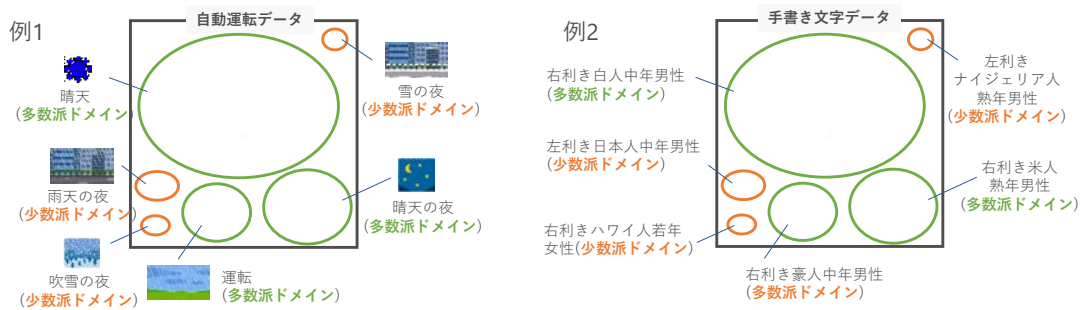 例1
自動運転データ
晴天
(多数派ドメイン)
雪の夜
(少数派ドメイン)
雨天の夜
(少数派ドメイン)
晴天の夜
(多数派ドメイン)
吹雪の夜
(少数派ドメイン)
運転
(多数派ドメイン)
例2
手書き文字データ
右利き白人中年男性
(多数派ドメイン)
左利き
ナイジェリア人
熟年男性
(少数派ドメイン)
左利き日本人中年男性
(少数派ドメイン)
右利き米人
熟年男性
(多数派ドメイン)
右利きハワイ人若年
女性(少数派ドメイン)
右利き豪人中年男性
(多数派ドメイン)